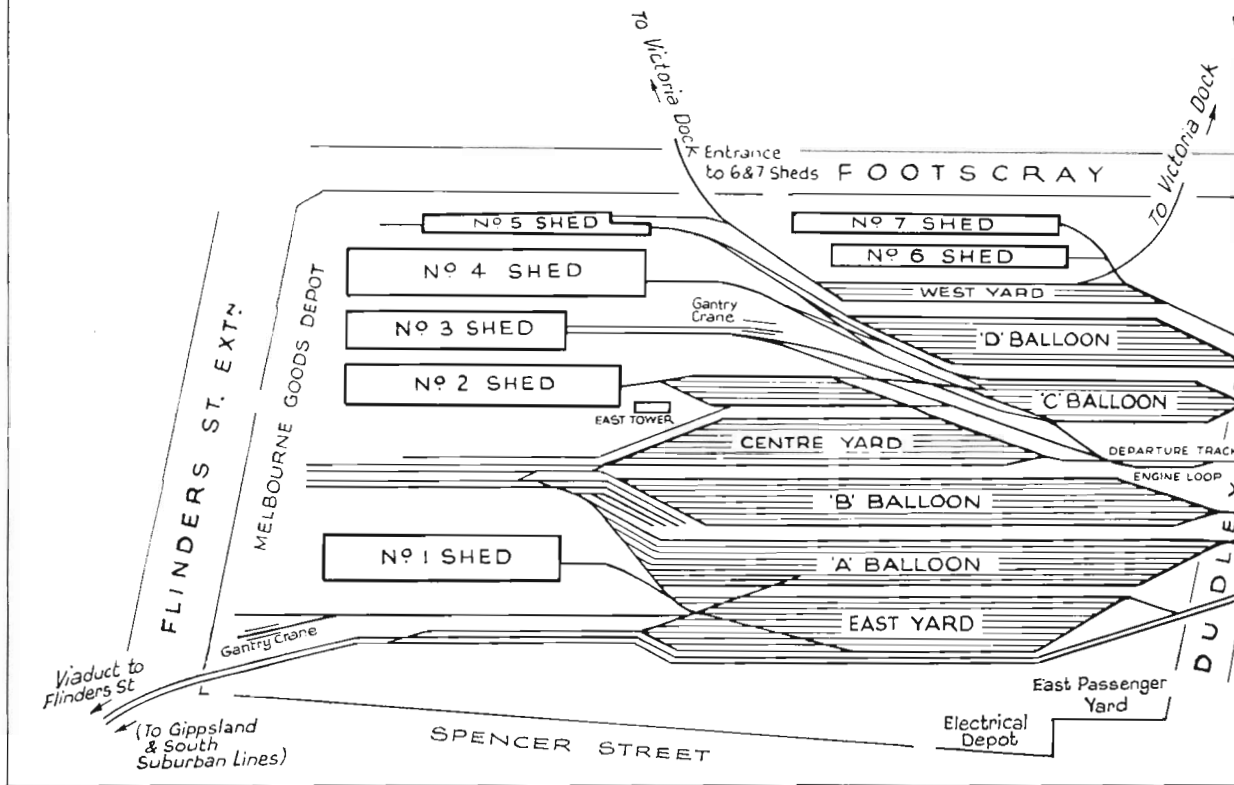 TO Victoria Dock
TO Victoria Dock
Entrance
to 6&7 Sheds
FOOTSCRAY
Nº 5 SHED
Nº 7 SHED
Nº 4 SHED
Nº 6 SHED
WEST YARD
Gantry
Crane
Nº 3 SHED
'D' BALLOON
Nº 2 SHED
'C' BALLOON
EAST TOWER
CENTRE YARD
DEPARTURE TRACK
ENGINE LOOP
'B' BALLOON
FLINDERS ST. EXTN
MELBOURNE GOODS DEPOT
Nº 1 SHED
'A' BALLOON
EAST YARD
DUDLEY
Gantry Crane
Viaduct to
Flinders St
(To Gippsland
& South
Suburban Lines)
SPENCER STREET
East Passenger
Yard
Electrical
Depot